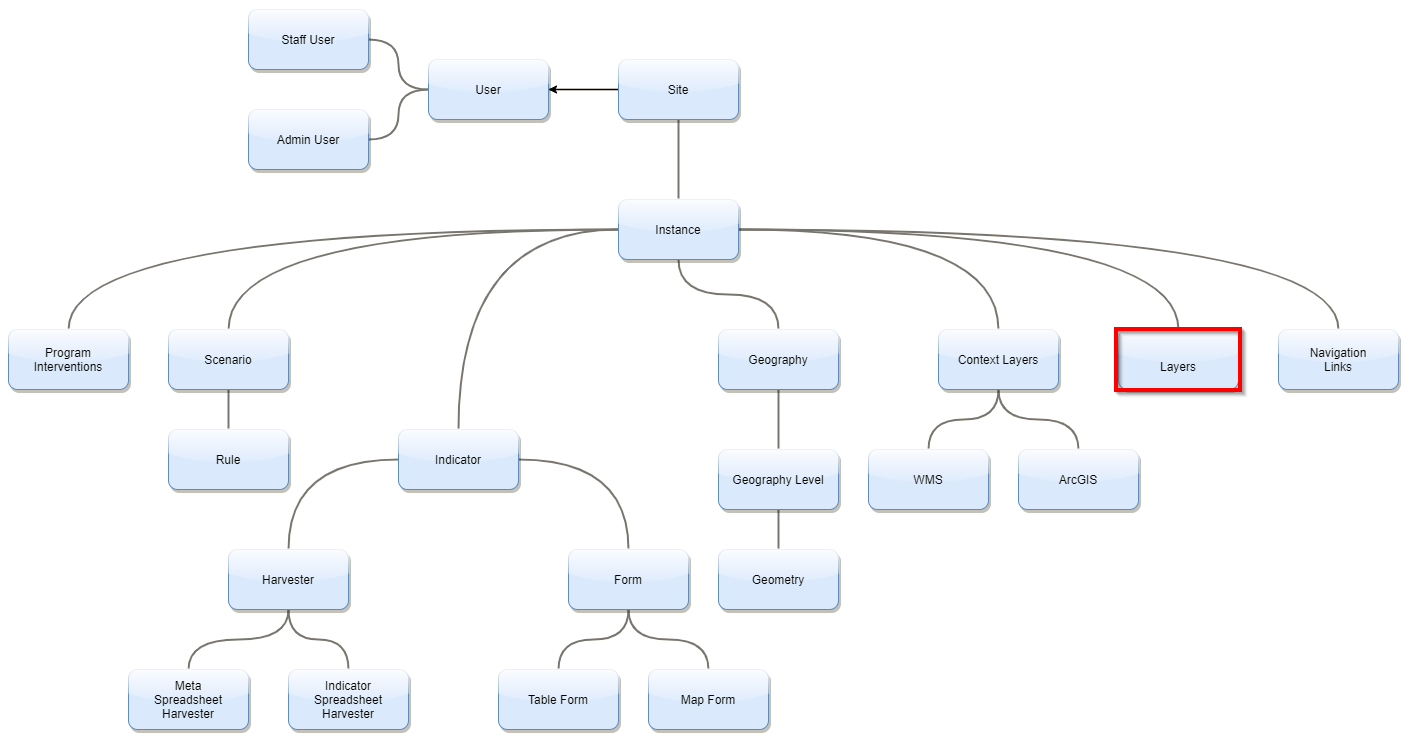 Staff User
User
Site
Admin User
Instance
Program
Interventions
Scenario
Geography
Context Layers
Layers
Navigation
Links
Rule
Indicator
Geography Level
WMS
ArcGIS
Harvester
Form
Geometry
Meta
Spreadsheet
Harvester
Indicator
Spreadsheet
Harvester
Table Form
Map Form